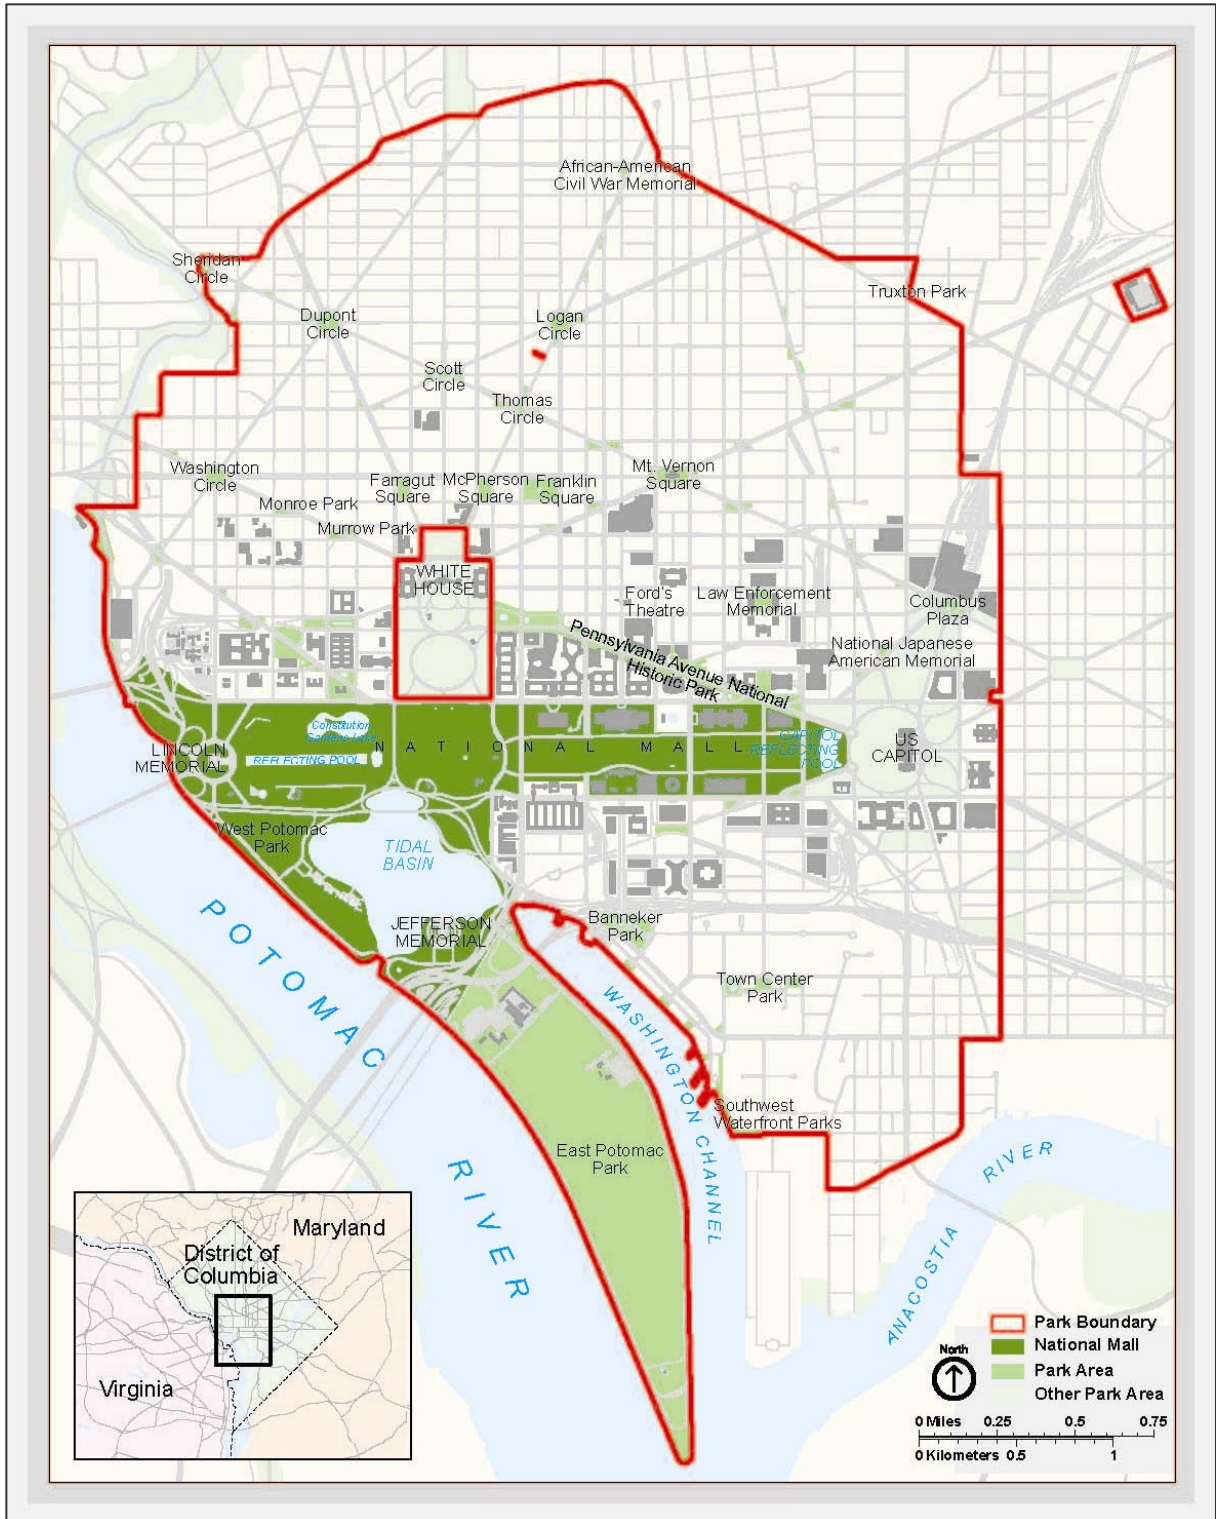 African-American
Civil War Memorial
Sheridan
Circle
Truxton Park
Dupont
Circle
Logan
Circle
Scott
Circle
Thomas
Circle
Washington
Circle
Monroe Park
Murrow Park
Farragut
Square
McPherson
Square
Franklin
Square
Mt. Vernon
Square
WHITE
HOUSE
Ford's
Theatre
Law Enforcement
Memorial
Columbus
Plaza
National Japanese
American Memorial
Pennsylvania Avenue National
Historic Park
Constitution
Gardens Lake
LINCOLN
MEMORIAL
REFLECTING POOL
NATIONAL MALL
CAPITOL
REFLECTING
POOL
US
CAPITOL
West Potomac
Park
TIDAL
BASIN
JEFFERSON
MEMORIAL
Banneker
Park
Town Center
Park
POTOMAC
RIVER
WASHINGTON CHANNEL
Southwest
Waterfront Parks
East Potomac
Park
ANACOSTIA
RIVER
Maryland
District of
Columbia
Virginia
North
Park Boundary
National Mall
Park Area
Other Park Area
0 Miles 0.25 0.5 0.75
0 Kilometers 0.5 1